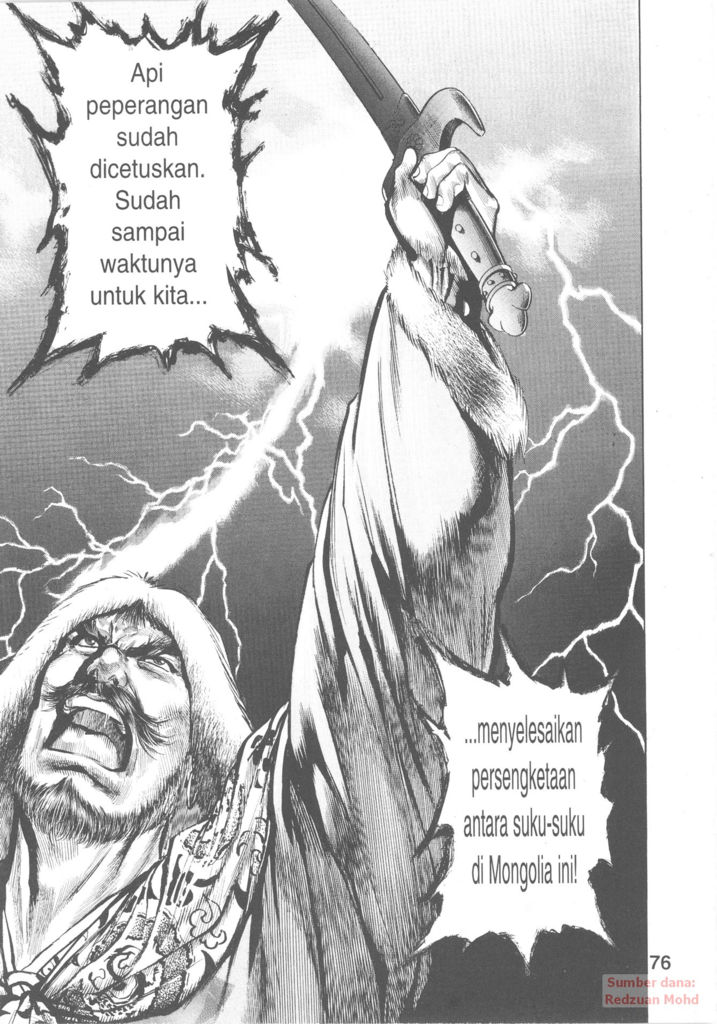 Api
peperangan
sudah
dicetuskan.
Sudah
sampai
waktunya
untuk kita...
...menyelesaikan
persengketaan
antara suku-suku
di Mongolia ini!
76
Sumber dana:
Redzuan Mohd